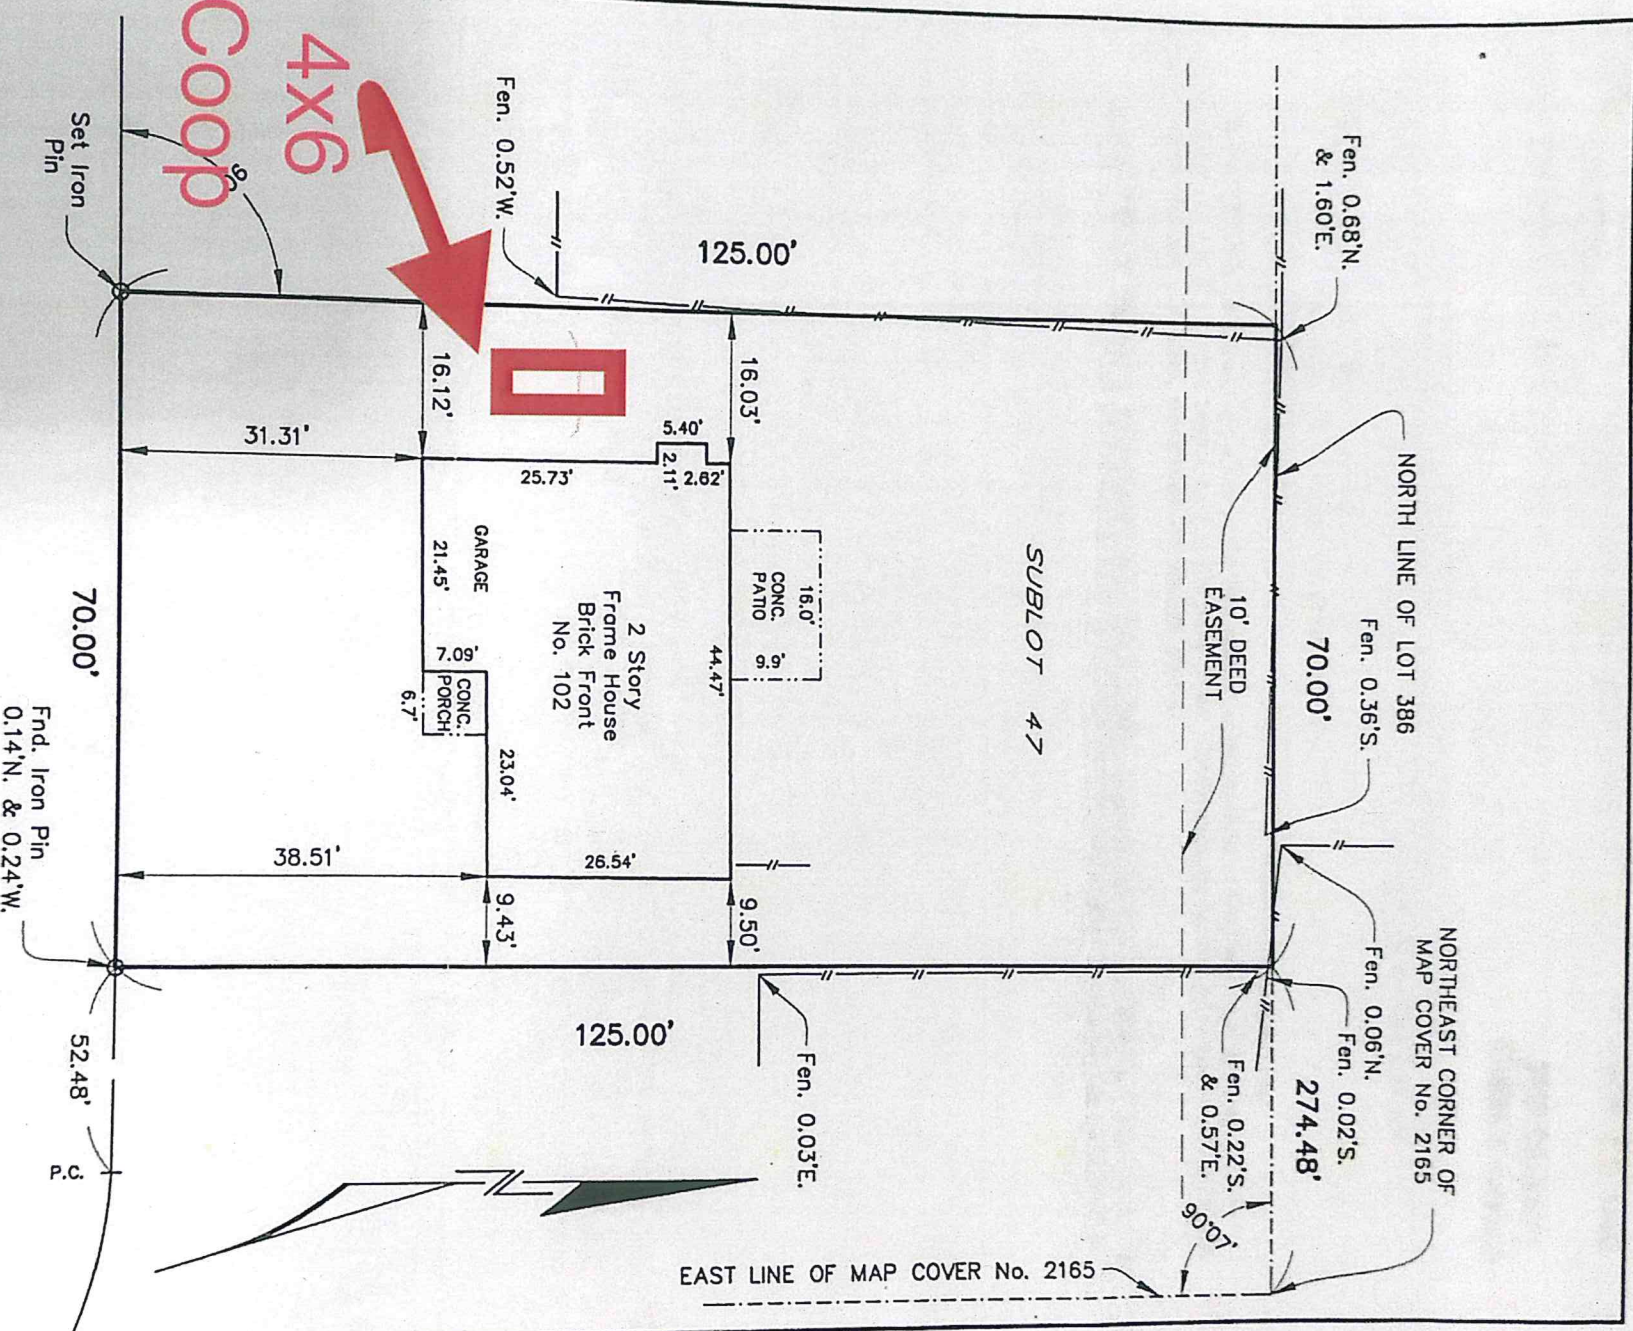 4x6
Coop
Fen. 0.68'N.
& 1.60'E.
NORTH LINE OF LOT 386
Fen. 0.36'S.
70.00'
NORTHEAST CORNER OF
MAP COVER No. 2165
Fen. 0.06'N.
Fen. 0.02'S.
274.48'
Fen. 0.22'S.
& 0.57'E.
90°07'
10' DEED
EASEMENT
SUBLOT 47
125.00'
Fen. 0.52'W.
16.03'
16.0'
CONC.
PATIO
9.9'
44.47'
9.50'
Fen. 0.03'E.
125.00'
5.40'
2.11'
2.62'
25.73'
2 Story
Frame House
Brick Front
No. 102
26.54'
16.12'
GARAGE
21.45'
7.09'
CONC.
PORCH
6.7'
23.04'
9.43'
31.31'
38.51'
Set Iron
Pin
70.00'
Fnd. Iron Pin
0.14'N. & 0.24'W.
52.48'
P.C.
EAST LINE OF MAP COVER No. 2165